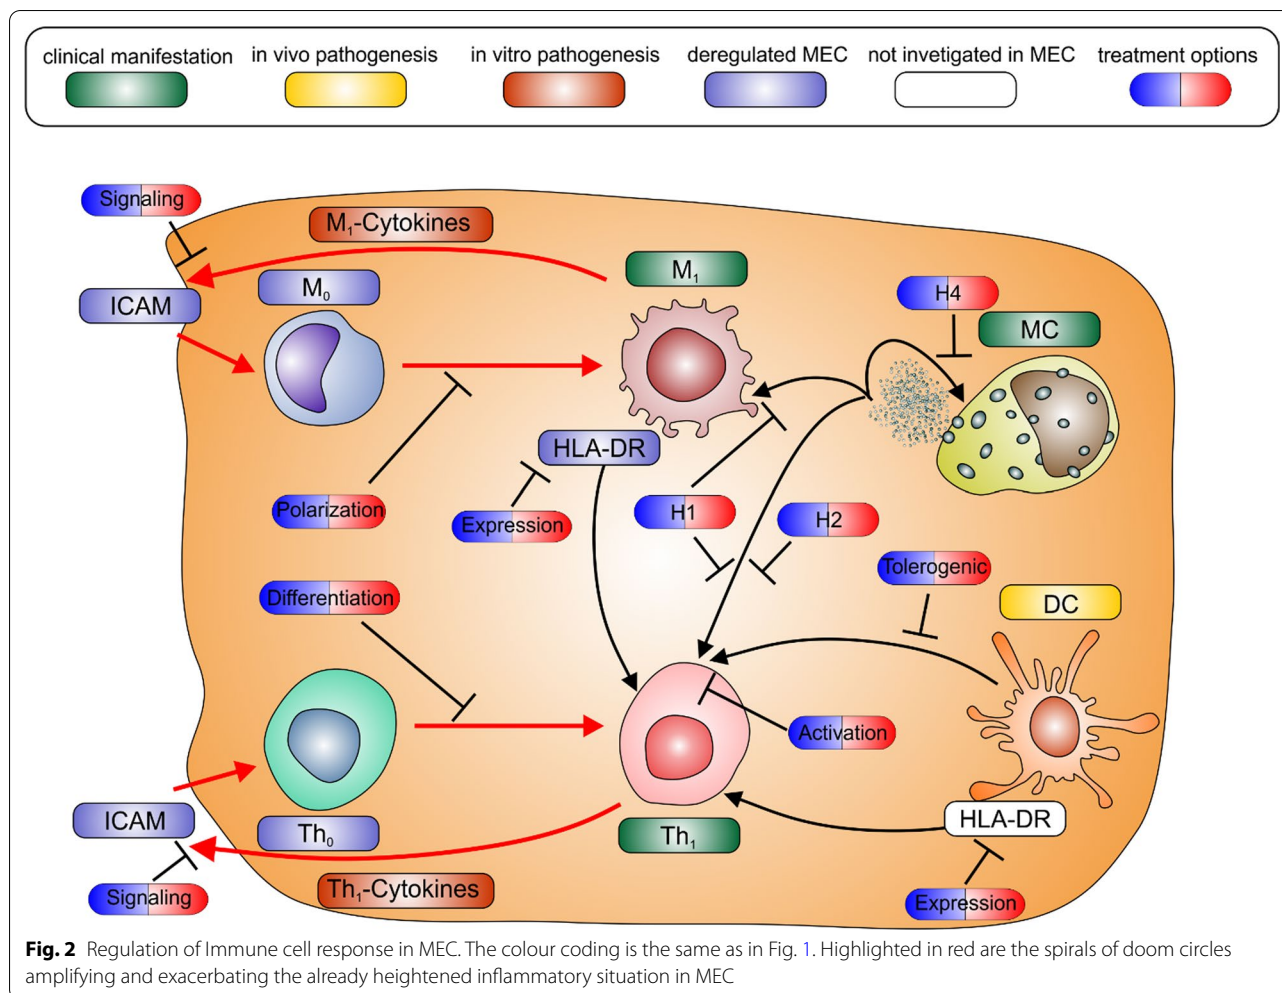 clinical manifestation
in vivo pathogenesis
in vitro pathogenesis
deregulated MEC
not invetigated in MEC
treatment options
Signaling
M1-Cytokines
M0
M1
ICAM
H4
MC
HLA-DR
Polarization
Expression
H1
H2
Tolerogenic
Differentiation
DC
Activation
ICAM
Th0
Th1
HLA-DR
Signaling
Th1-Cytokines
Expression
Fig. 2 Regulation of Immune cell response in MEC. The colour coding is the same as in Fig. 1. Highlighted in red are the spirals of doom circles
amplifying and exacerbating the already heightened inflammatory situation in MEC